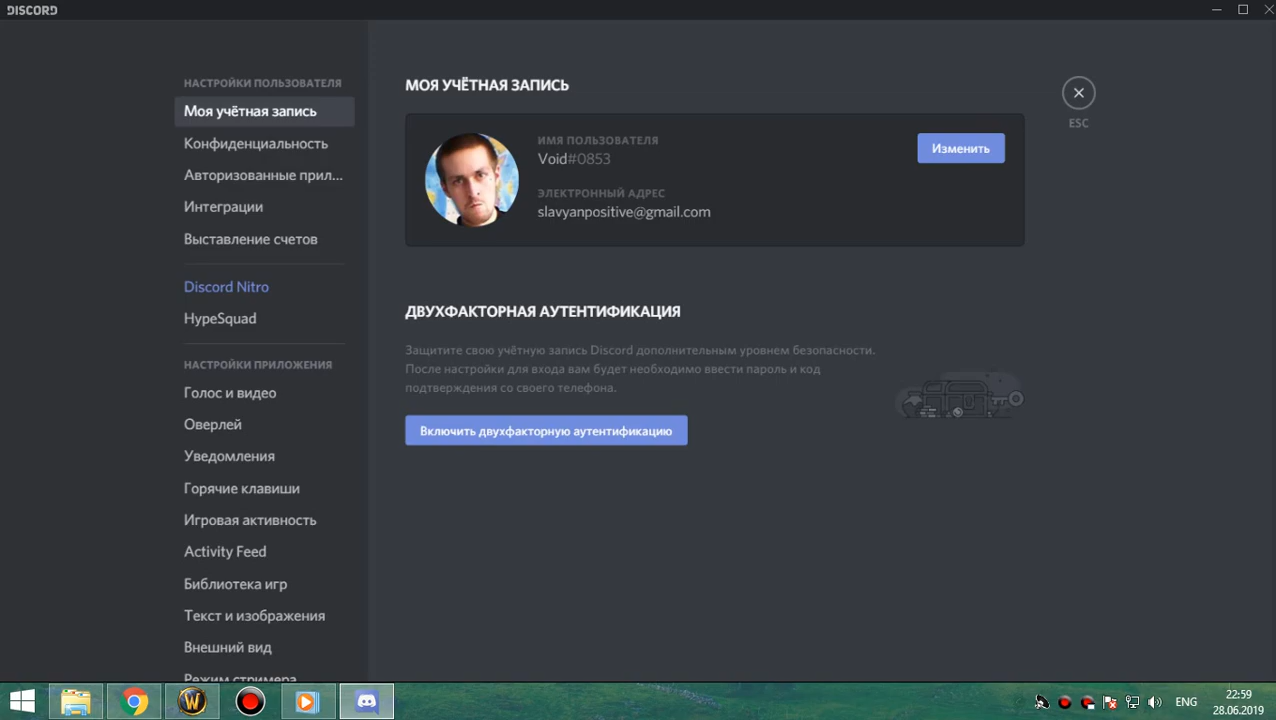 DISCORD
НАСТРОЙКИ ПОЛЬЗОВАТЕЛЯ
Моя учётная запись
Конфиденциальность
Авторизованные прил...
Интеграции
Выставление счетов
Discord Nitro
HypeSquad
НАСТРОЙКИ ПРИЛОЖЕНИЯ
Голос и видео
Оверлей
Уведомления
Горячие клавиши
Игровая активность
Activity Feed
Библиотека игр
Текст и изображения
Внешний вид
Режим стримера
МОЯ УЧЁТНАЯ ЗАПИСЬ
ИМЯ ПОЛЬЗОВАТЕЛЯ
Void#0853
Изменить
ЭЛЕКТРОННЫЙ АДРЕС
slavyanpositive@gmail.com
ESC
ДВУХФАКТОРНАЯ АУТЕНТИФИКАЦИЯ
Защитите свою учётную запись Discord дополнительным уровнем безопасности.
После настройки для входа вам будет необходимо ввести пароль и код
подтверждения со своего телефона.
Включить двухфакторную аутентификацию
ENG
22:59
28.06.2019